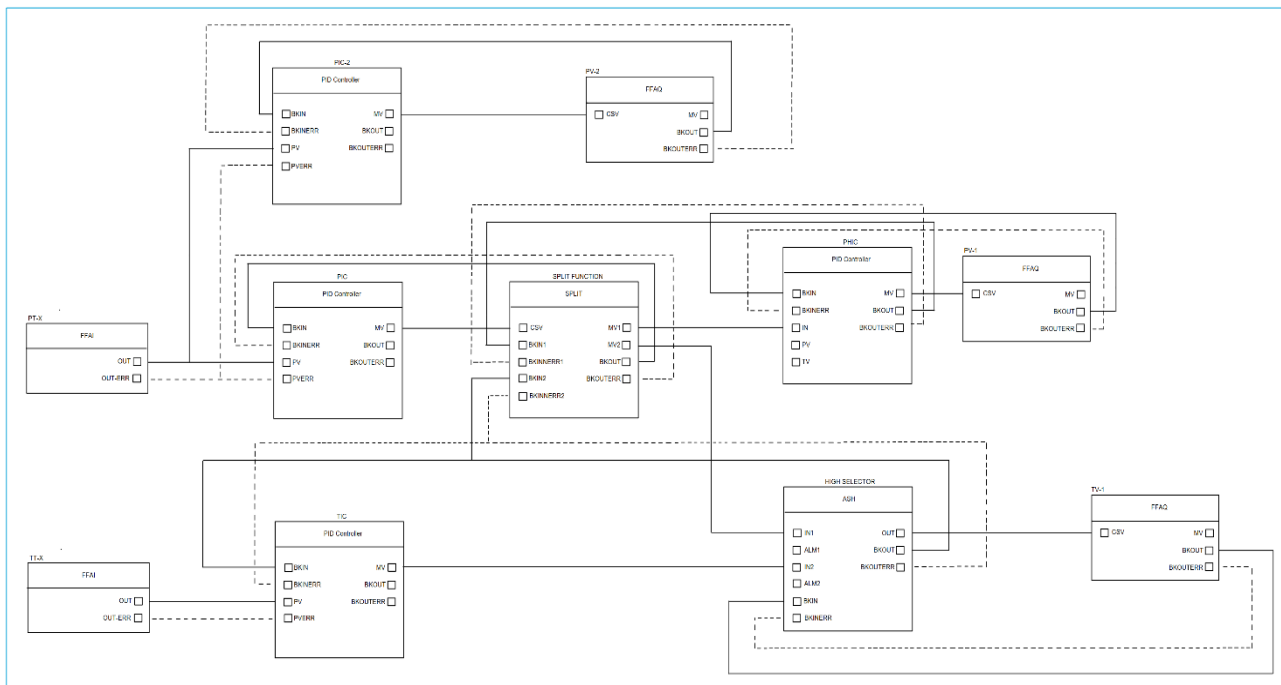 PIC-2
PID Controller
BKIN MV
BKINERR BKOUT
PV BKOUTERR
PVERR
PV-2
FFAQ
CSV MV
BKOUT
BKOUTERR
PHIC
PID Controller
BKIN MV
BKINERR BKOUT
IN BKOUTERR
PV
TV
PV-1
FFAQ
CSV MV
BKOUT
BKOUTERR
PIC
PID Controller
BKIN MV
BKINERR BKOUT
PV BKOUTERR
PVERR
SPLIT FUNCTION
SPLIT
CSV MV1
BKIN1 MV2
BKINNERR1 BKOUT
BKIN2 BKOUTERR
BKINNERR2
PT-X
FFAI
OUT
OUT-ERR
HIGH SELECTOR
ASH
IN1 OUT
ALM1 BKOUT
IN2 BKOUTERR
ALM2
BKIN
BKINERR
TV-1
FFAQ
CSV MV
BKOUT
BKOUTERR
TIC
PID Controller
BKIN MV
BKINERR BKOUT
PV BKOUTERR
PVERR
TT-X
FFAI
OUT
OUT-ERR